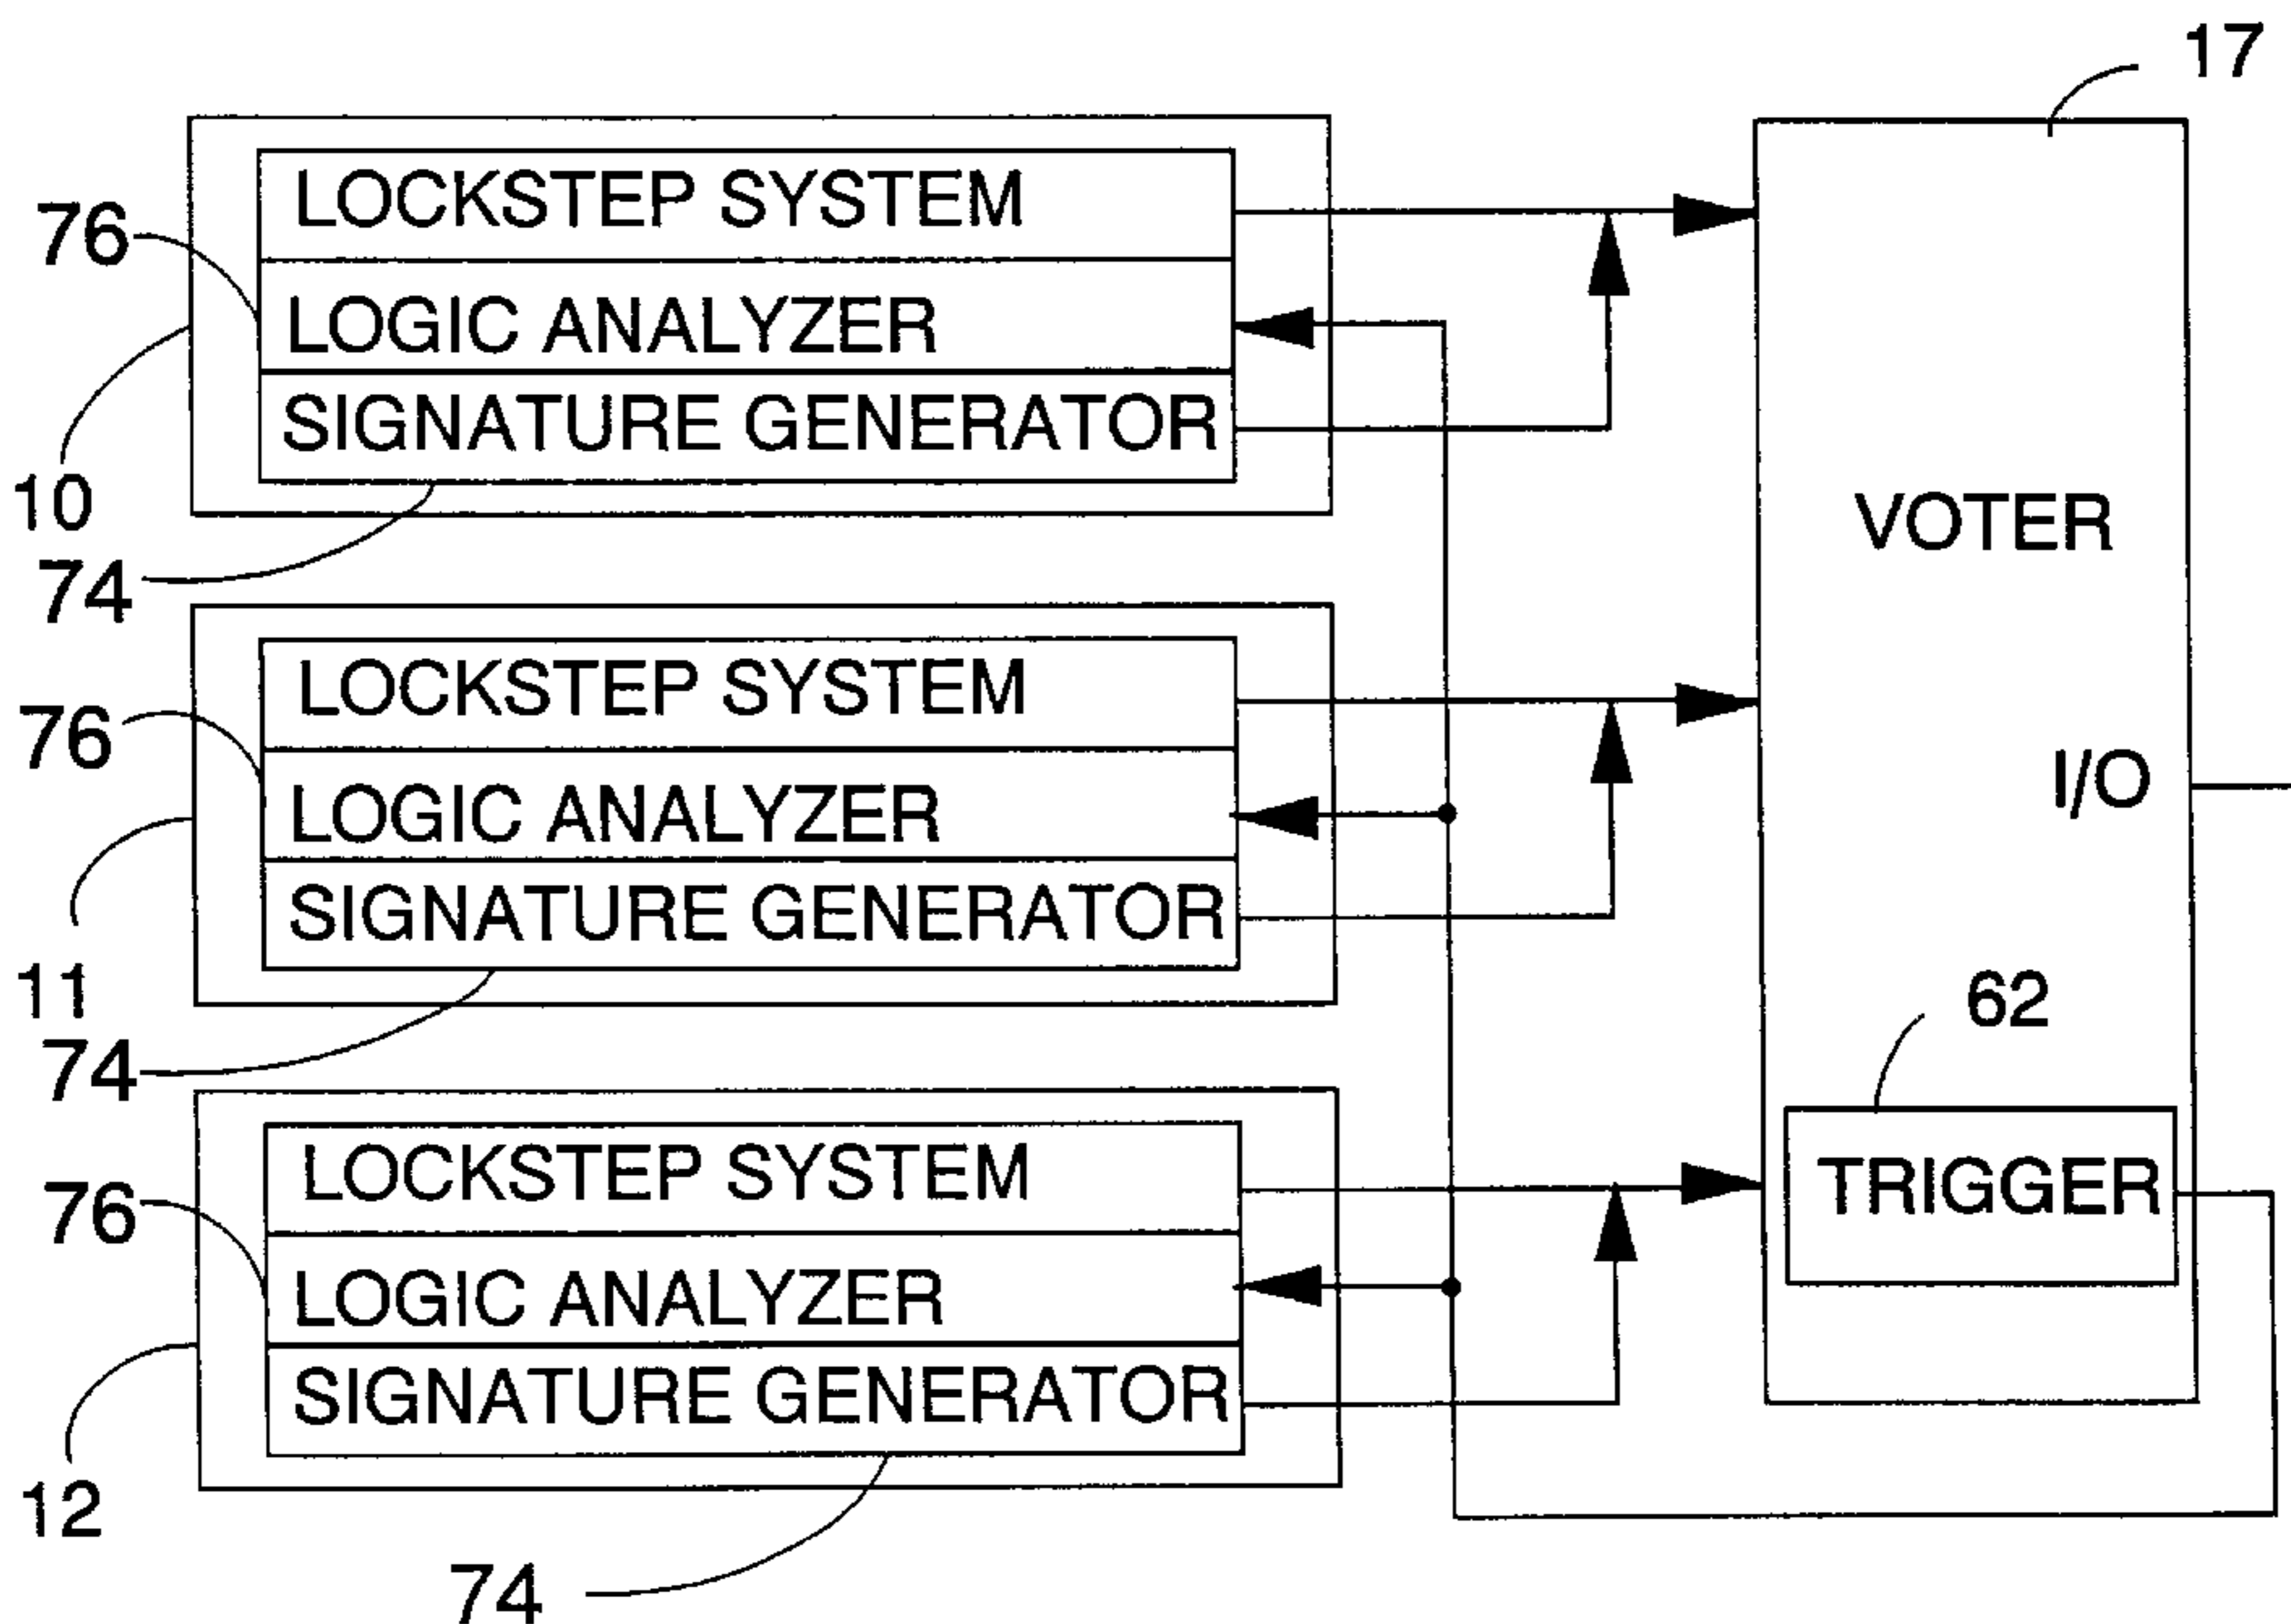 17
LOCKSTEP SYSTEM
76
LOGIC ANALYZER
SIGNATURE GENERATOR
10
VOTER
74
LOCKSTEP SYSTEM
76
I/O
LOGIC ANALYZER
SIGNATURE GENERATOR
11
62
74
LOCKSTEP SYSTEM
TRIGGER
76
LOGIC ANALYZER
SIGNATURE GENERATOR
12
74